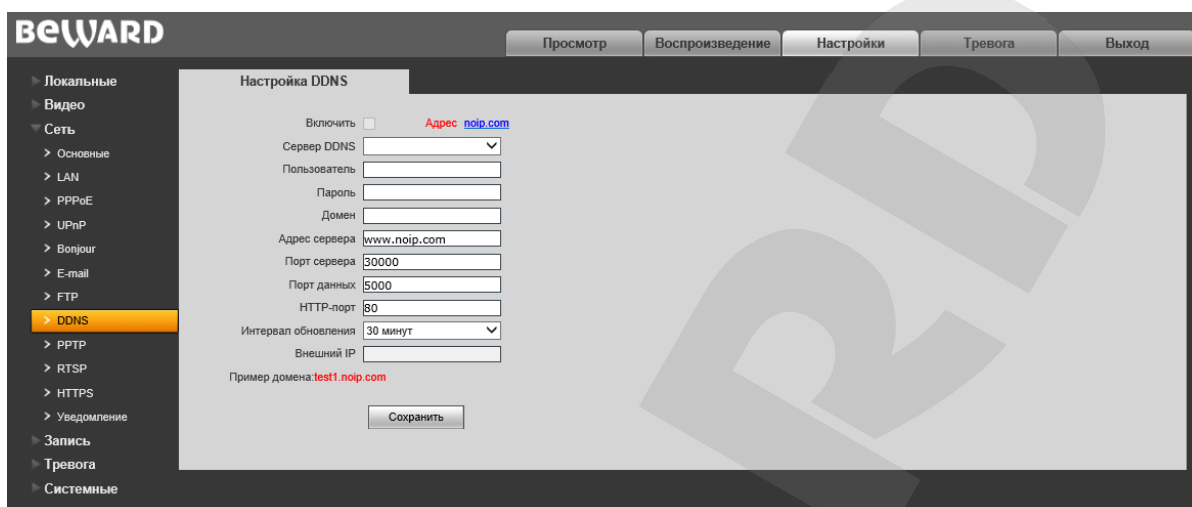 BEWARD
Просмотр Воспроизведение Настройки Тревога Выход
Локальные
Видео
Сеть
Основные
LAN
PPPoE
UPnP
Bonjour
E-mail
FTP
DDNS
PPTP
RTSP
HTTPS
Уведомление
Запись
Тревога
Системные
Настройка DDNS
Включить Адрес noip.com
Сервер DDNS
Пользователь
Пароль
Домен
Адрес сервера www.noip.com
Порт сервера 30000
Порт данных 5000
HTTP-порт 80
Интервал обновления 30 минут
Внешний IP
Пример домена:test1.noip.com
Сохранить
RD